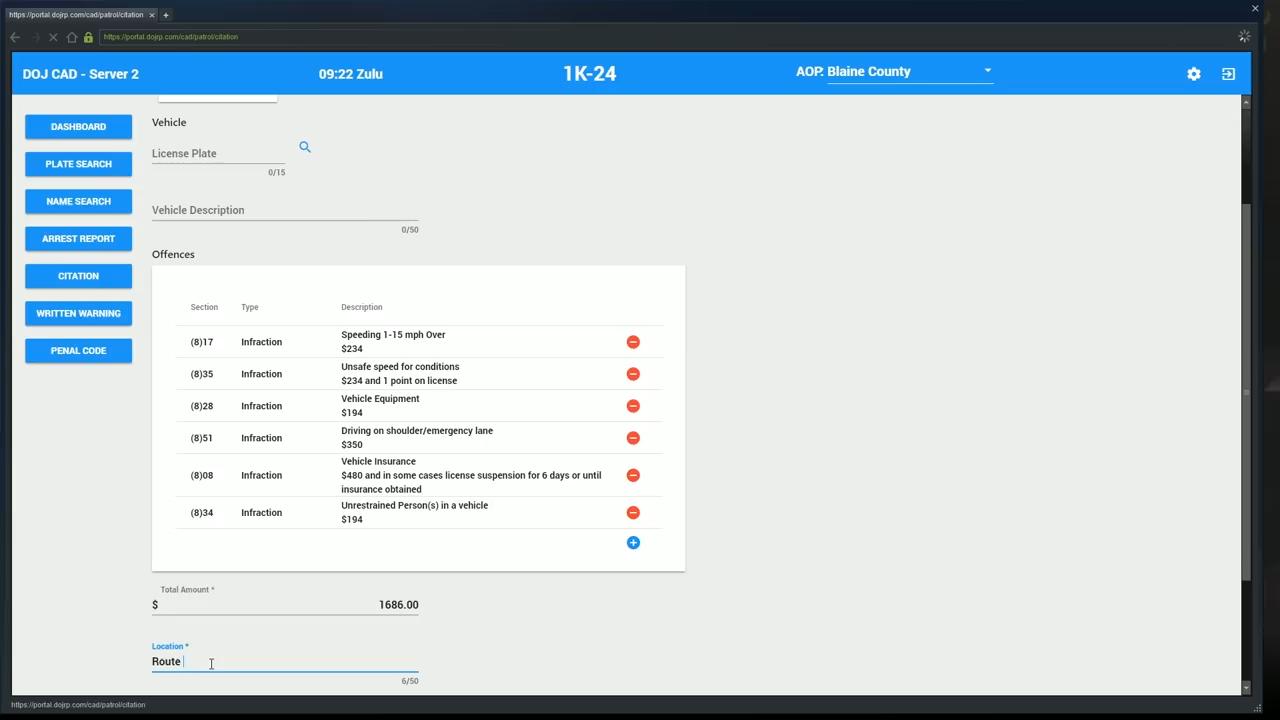 https://portal.dojrp.com/cad/patrol/citation
https://portal.dojrp.com/cad/patrol/citation
DOJ CAD - Server 2
09:22 Zulu
1K-24
AOP: Blaine County
DASHBOARD
PLATE SEARCH
NAME SEARCH
ARREST REPORT
CITATION
WRITTEN WARNING
PENAL CODE
Vehicle
License Plate
0/15
Vehicle Description
0/50
Offences
Section Type Description
(8)17 Infraction Speeding 1-15 mph Over
$234
(8)35 Infraction Unsafe speed for conditions
$234 and 1 point on license
(8)28 Infraction Vehicle Equipment
$194
(8)51 Infraction Driving on shoulder/emergency lane
$350
(8)08 Infraction Vehicle Insurance
$480 and in some cases license suspension for 6 days or until
insurance obtained
(8)34 Infraction Unrestrained Person(s) in a vehicle
$194
Total Amount *
$ 1686.00
Location *
Route
6/50
https://portal.dojrp.com/cad/patrol/citation